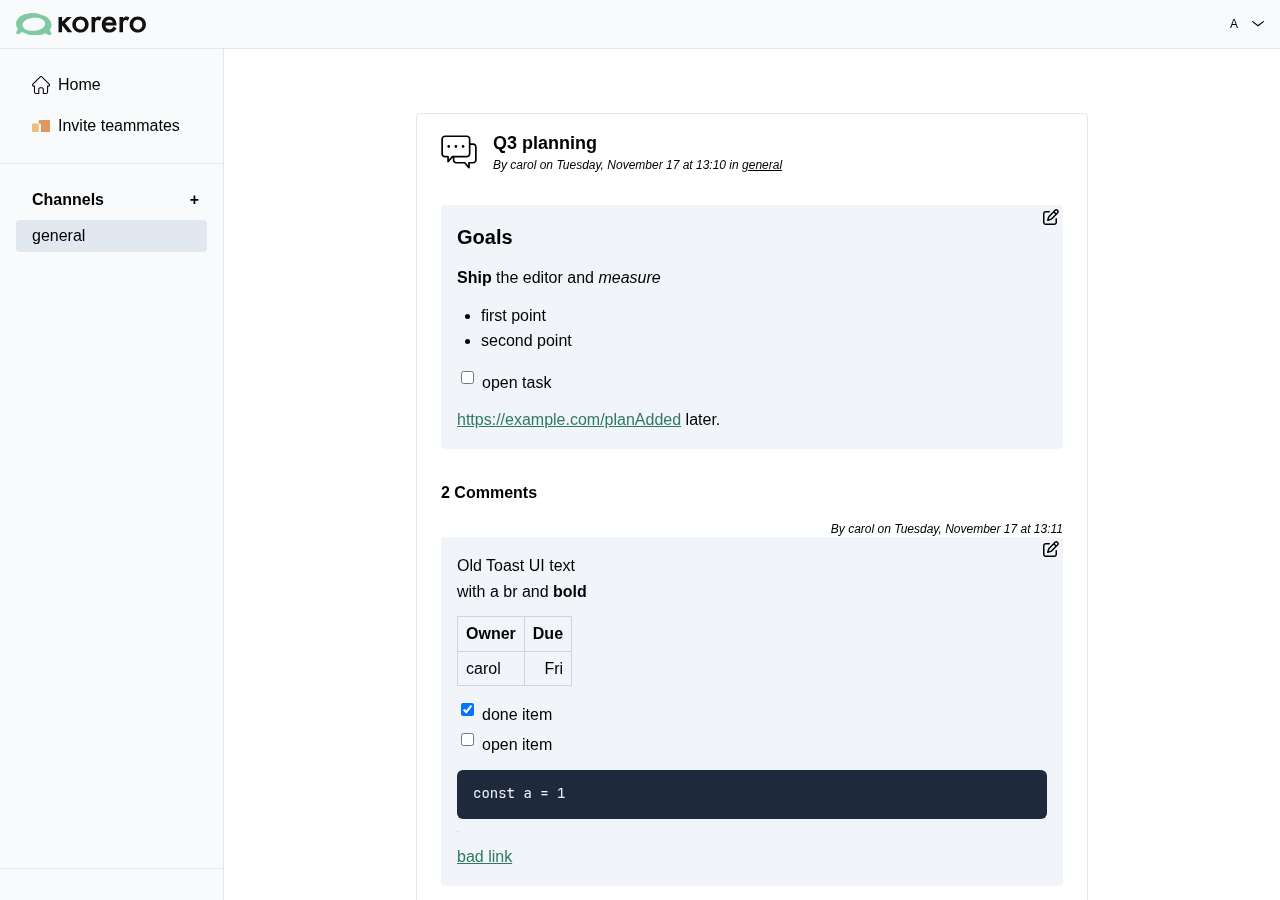 korero
A
Home
Invite teammates
Channels +
general
Q3 planning
By carol on Tuesday, November 17 at 13:10 in general
Goals
Ship the editor and measure
first point
second point
open task
https://example.com/planAdded later.
2 Comments
By carol on Tuesday, November 17 at 13:11
Old Toast UI text
with a br and bold
Owner Due
carol Fri
done item
open item
const a = 1
bad link